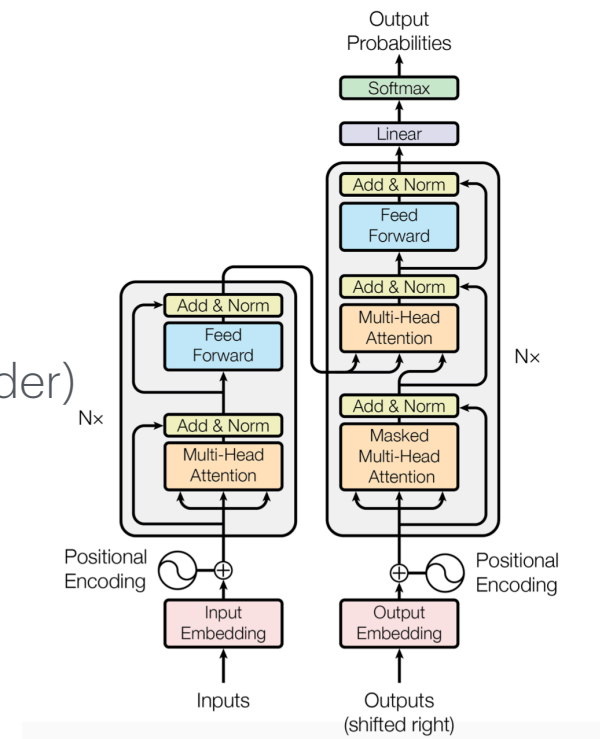 Output
Probabilities
Softmax
Linear
Add & Norm
Feed
Forward
Add & Norm
Multi-Head
Attention
Nx
Add & Norm
Masked
Multi-Head
Attention
Positional
Encoding
Output
Embedding
Outputs
(shifted right)
Add & Norm
Feed
Forward
der)
Nx
Add & Norm
Multi-Head
Attention
Positional
Encoding
Input
Embedding
Inputs